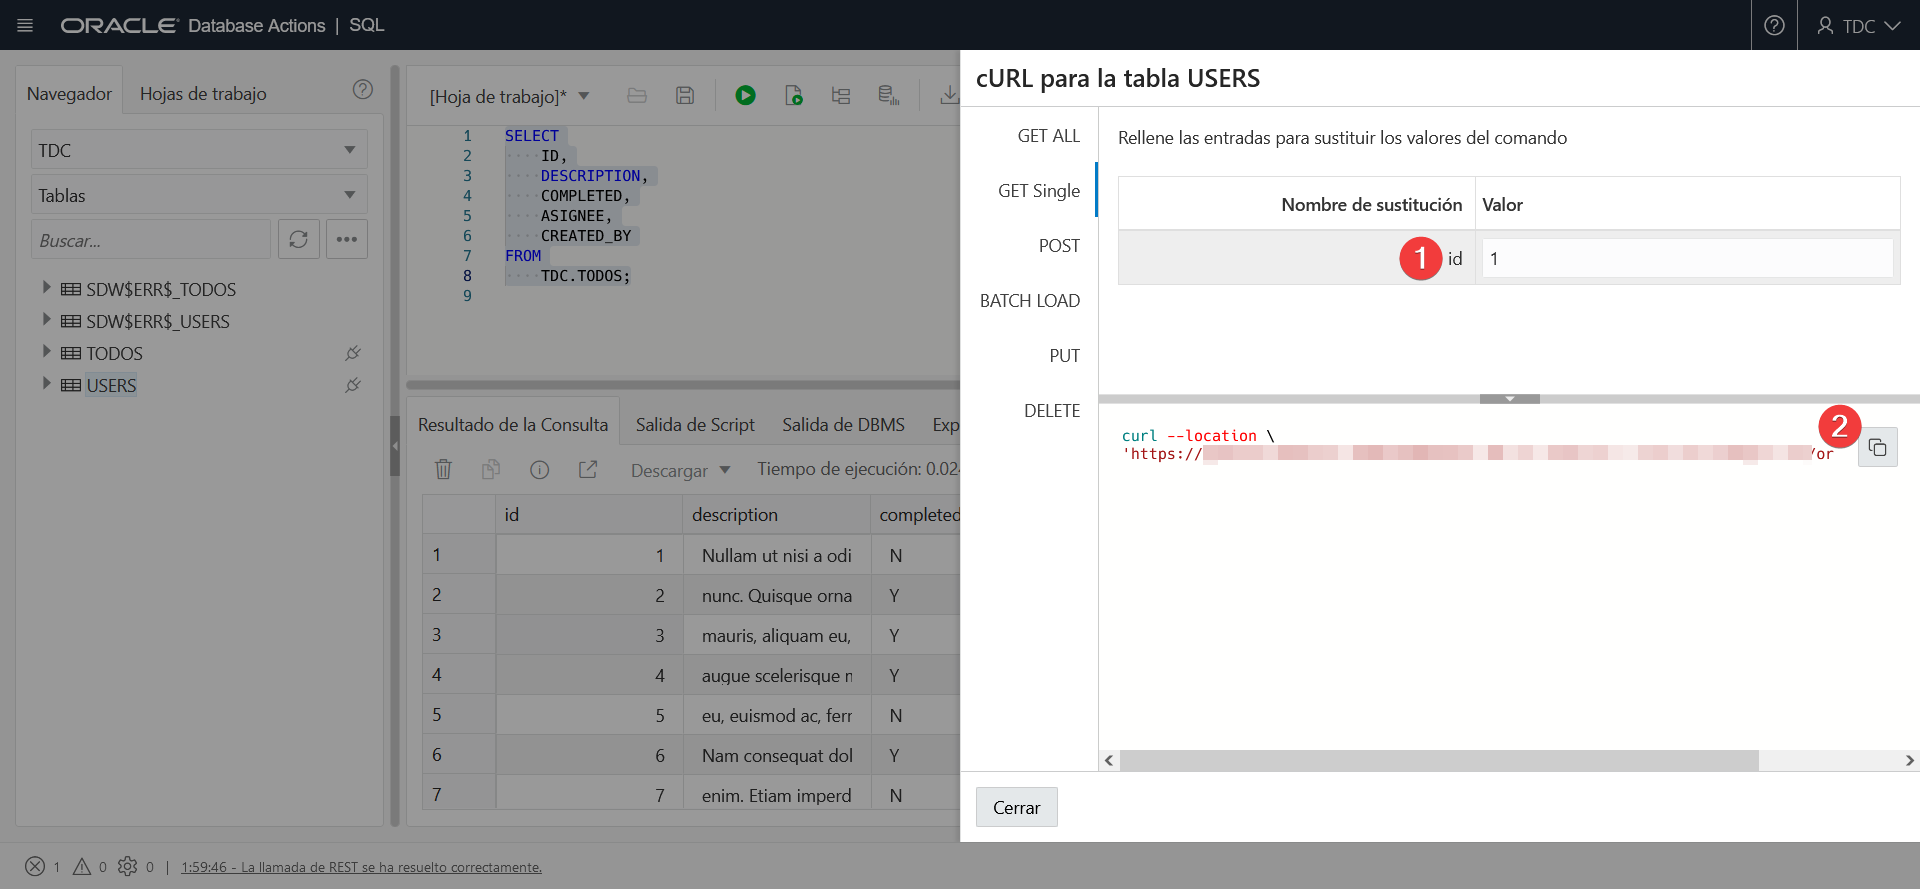 ORACLE Database Actions | SQL
TDC
Navegador
Hojas de trabajo
TDC
Tablas
Buscar...
SDW$ERR$_TODOS
SDW$ERR$_USERS
TODOS
USERS
[Hoja de trabajo]*
1 SELECT
2 ID,
3 DESCRIPTION,
4 COMPLETED,
5 ASIGNEE,
6 CREATED_BY
7 FROM
8 TDC.TODOS;
9
Resultado de la Consulta
Salida de Script
Salida de DBMS
Exp
Descargar
Tiempo de ejecución: 0.024
id description completed
1 1 Nullam ut nisi a odi N
2 2 nunc. Quisque orna Y
3 3 mauris, aliquam eu, Y
4 4 augue scelerisque Y
5 5 eu, euismod ac, ferr N
6 6 Nam consequat dol Y
7 7 enim. Etiam imperd N
cURL para la tabla USERS
GET ALL
GET Single
POST
BATCH LOAD
PUT
DELETE
Rellene las entradas para sustituir los valores del comando
Nombre de sustitución Valor
1 id 1
2
curl --location \
'https:// /or
Cerrar
1 0 0 | 1:59:46 - La llamada de REST se ha resuelto correctamente.